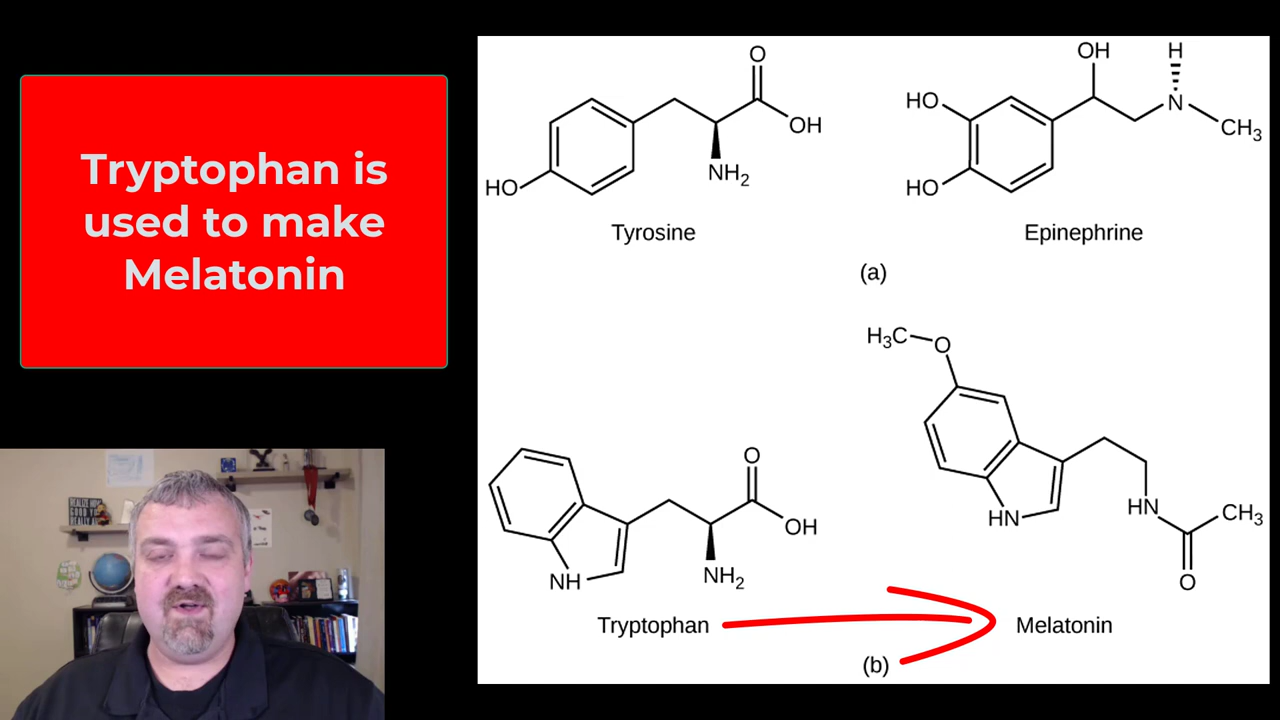 Tryptophan is
used to make
Melatonin
O
OH
NH2
HO
Tyrosine
OH
H
HO
N
CH3
HO
Epinephrine
(a)
O
OH
NH
NH2
Tryptophan
H3C
O
HN
HN
CH3
O
Melatonin
(b)